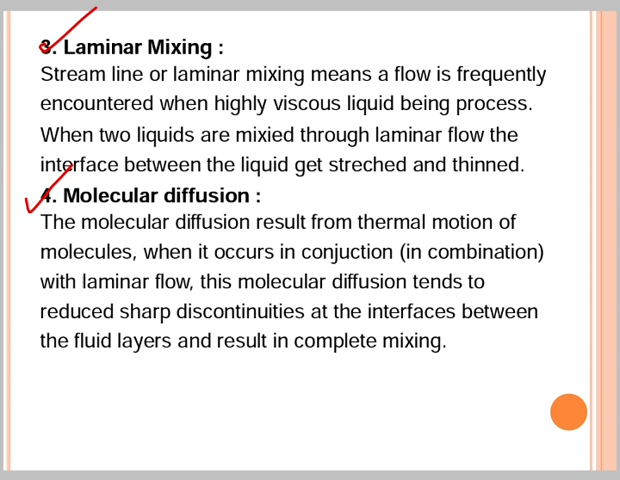 3. Laminar Mixing :
Stream line or laminar mixing means a flow is frequently
encountered when highly viscous liquid being process.
When two liquids are mixied through laminar flow the
interface between the liquid get streched and thinned.
4. Molecular diffusion :
The molecular diffusion result from thermal motion of
molecules, when it occurs in conjuction (in combination)
with laminar flow, this molecular diffusion tends to
reduced sharp discontinuities at the interfaces between
the fluid layers and result in complete mixing.